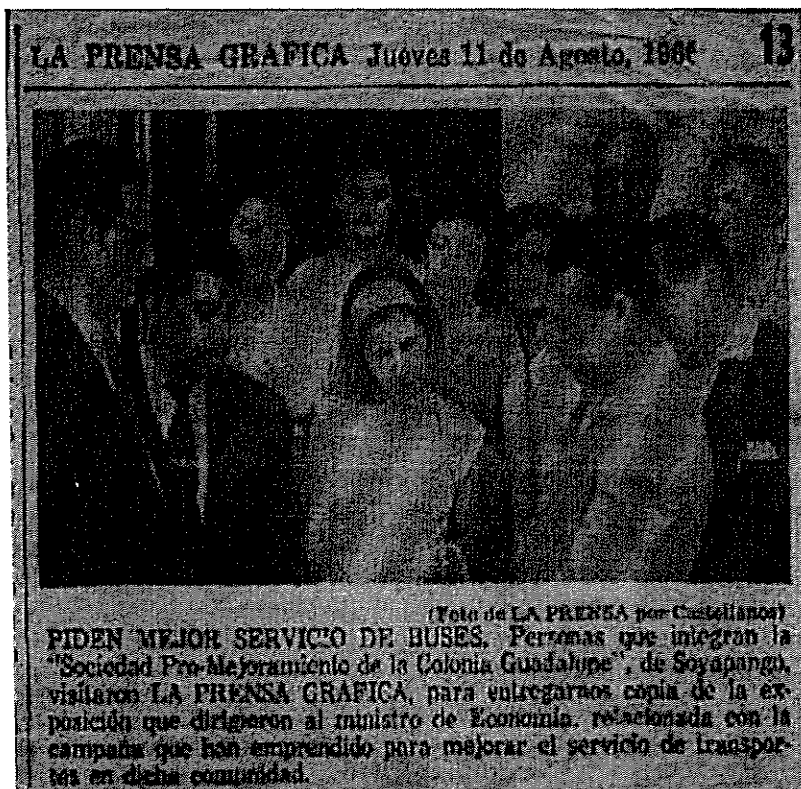 LA PRENSA GRAFICA Jueves 11 de Agosto, 1966 13
(Foto de LA PRENSA por Castellanos)
PIDEN MEJOR SERVICIO DE BUSES. Personas que integran la
"Sociedad Pro-Mejoramiento de la Colonia Guadalupe", de Soyapango,
visitaron LA PRENSA GRAFICA, para entregarnos copia de la ex-
posición que dirigieron al ministro de Economía, relacionada con la
campaña que han emprendido para mejorar el servicio de transpor-
tes en dicha comunidad.